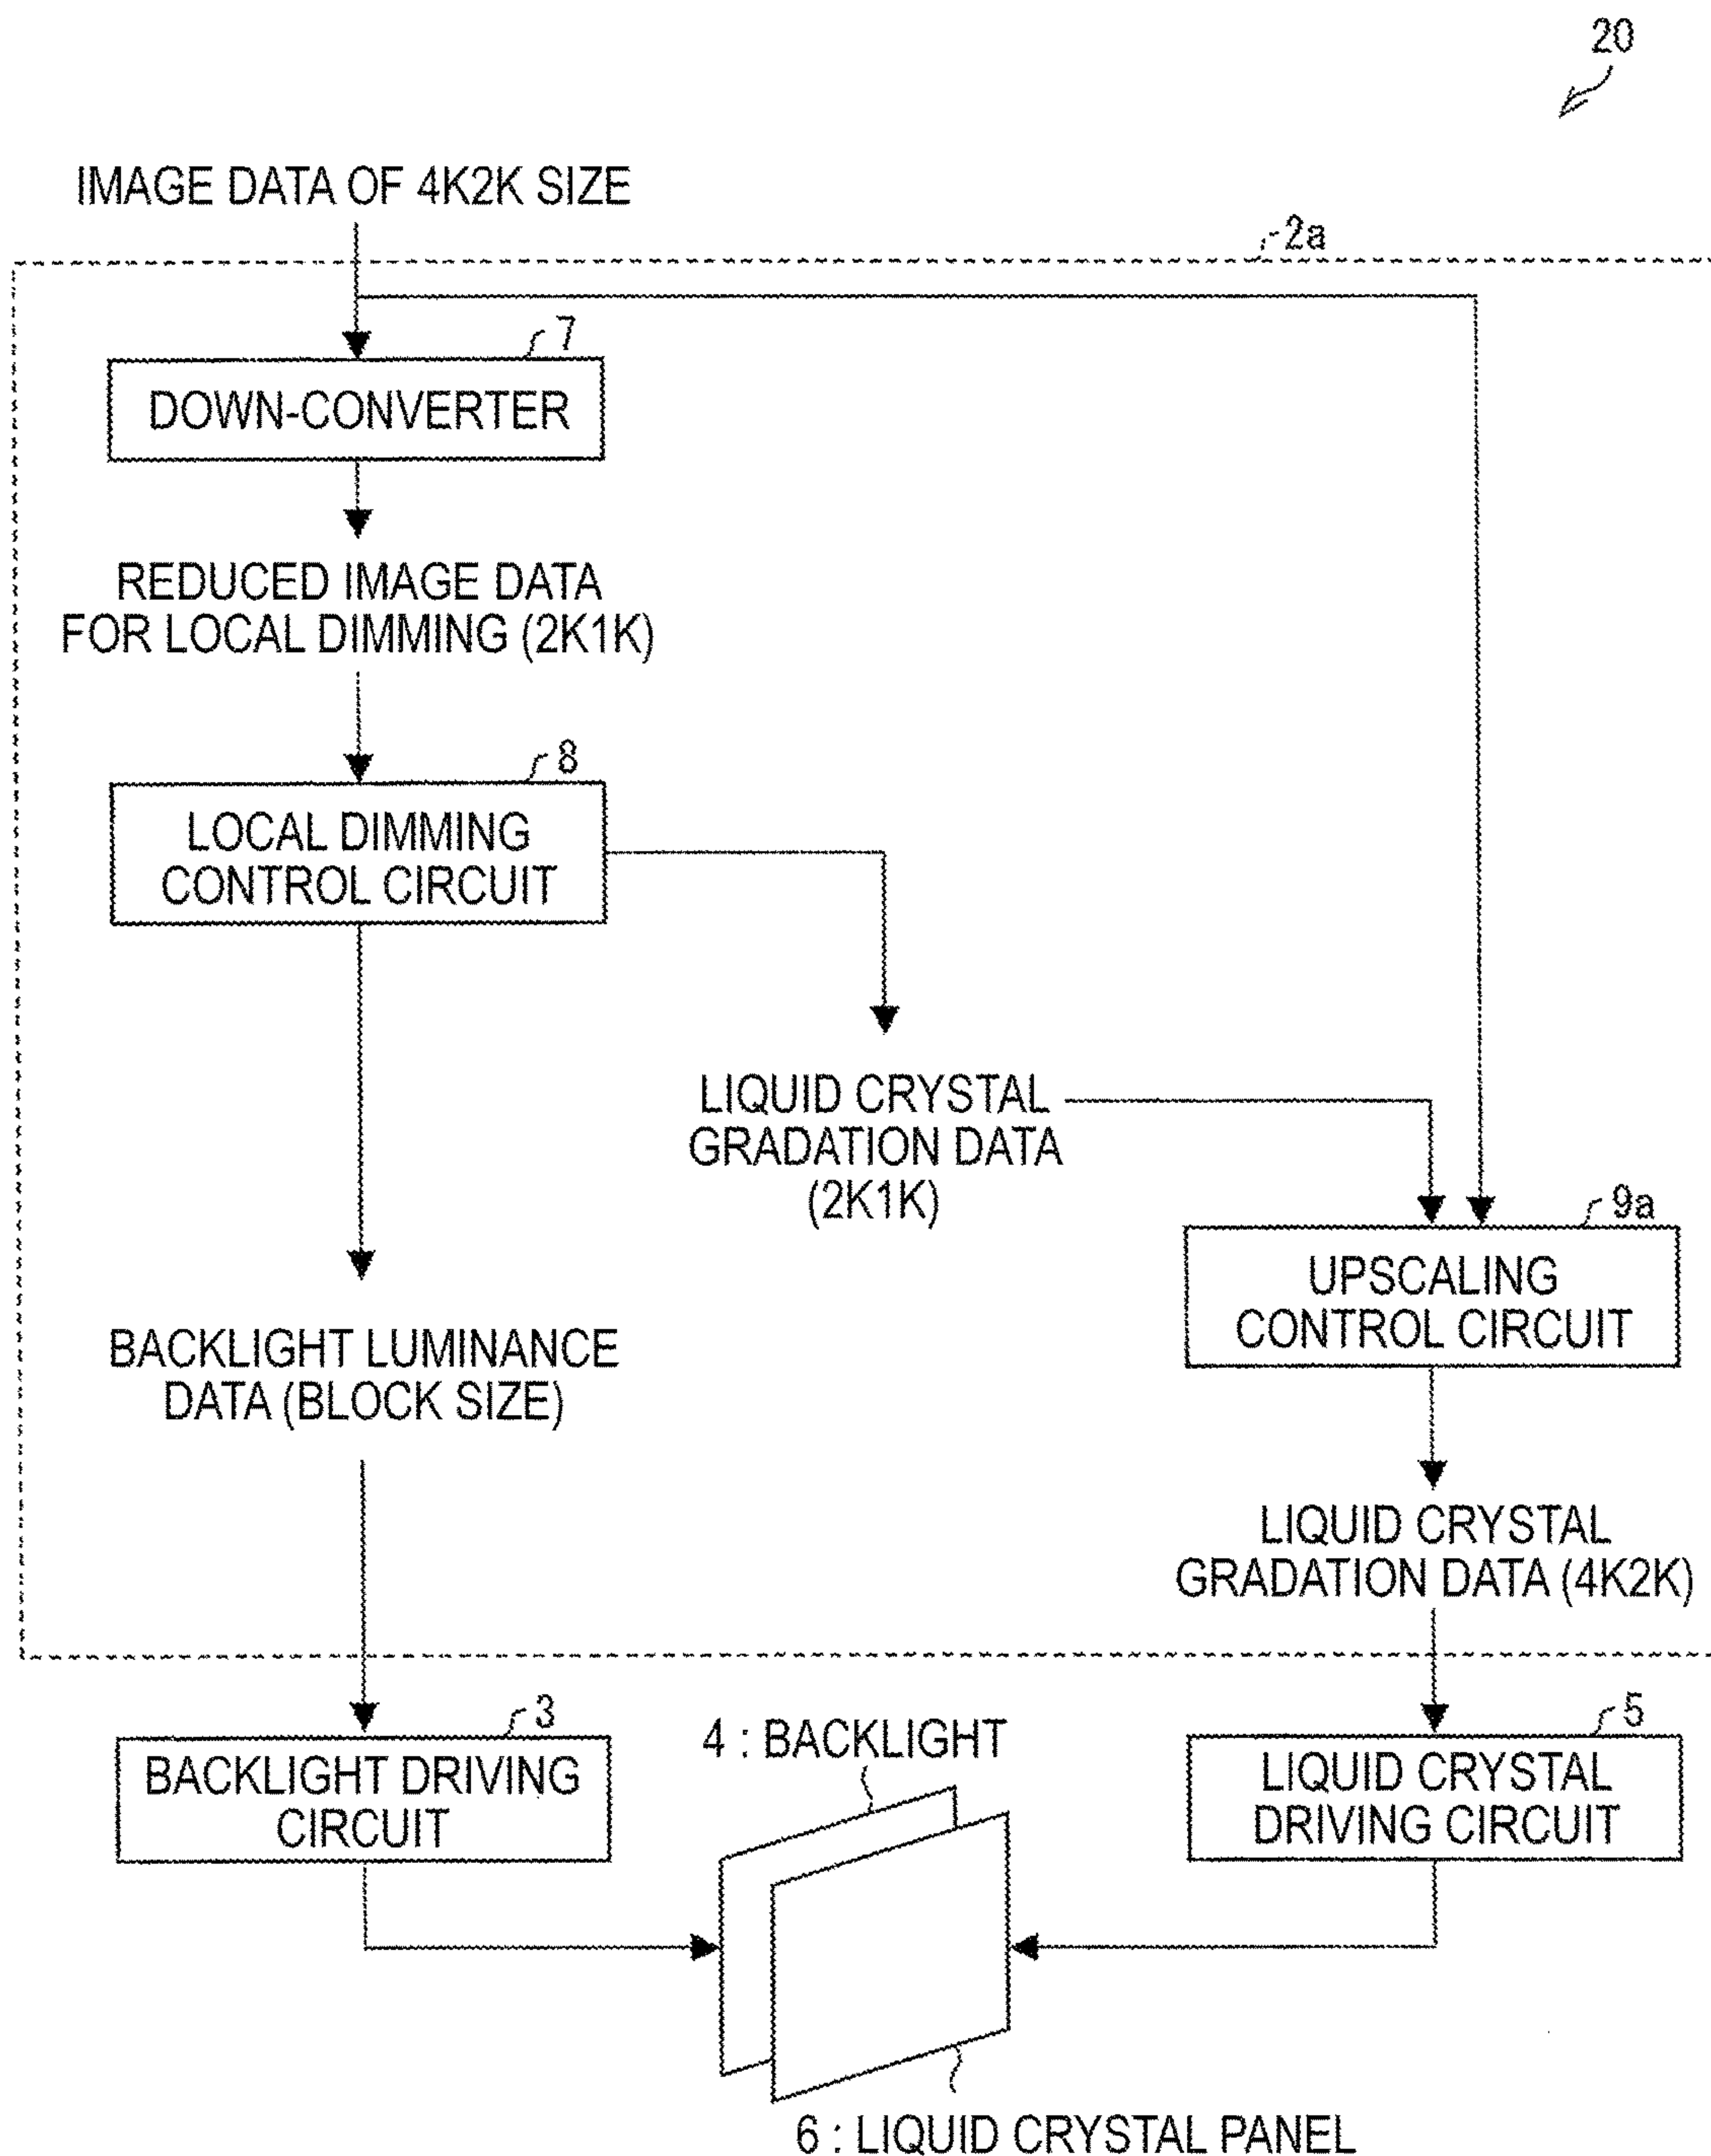 20
IMAGE DATA OF 4K2K SIZE
2a
7
DOWN-CONVERTER
REDUCED IMAGE DATA
FOR LOCAL DIMMING (2K1K)
8
LOCAL DIMMING
CONTROL CIRCUIT
LIQUID CRYSTAL
GRADATION DATA
(2K1K)
9a
UPSCALING
CONTROL CIRCUIT
BACKLIGHT LUMINANCE
DATA (BLOCK SIZE)
LIQUID CRYSTAL
GRADATION DATA (4K2K)
3
BACKLIGHT DRIVING
CIRCUIT
4 : BACKLIGHT
5
LIQUID CRYSTAL
DRIVING CIRCUIT
6 : LIQUID CRYSTAL PANEL